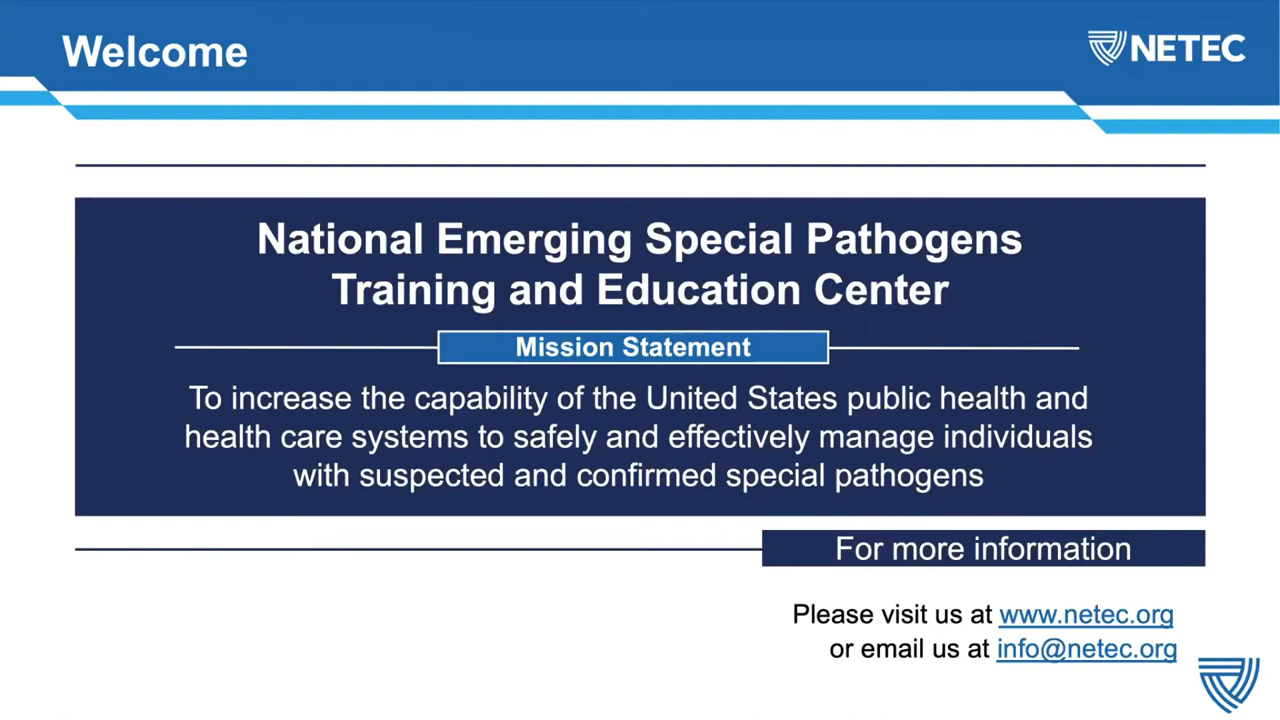 Welcome
NETEC
National Emerging Special Pathogens
Training and Education Center
Mission Statement
To increase the capability of the United States public health and
health care systems to safely and effectively manage individuals
with suspected and confirmed special pathogens
For more information
Please visit us at www.netec.org
or email us at info@netec.org